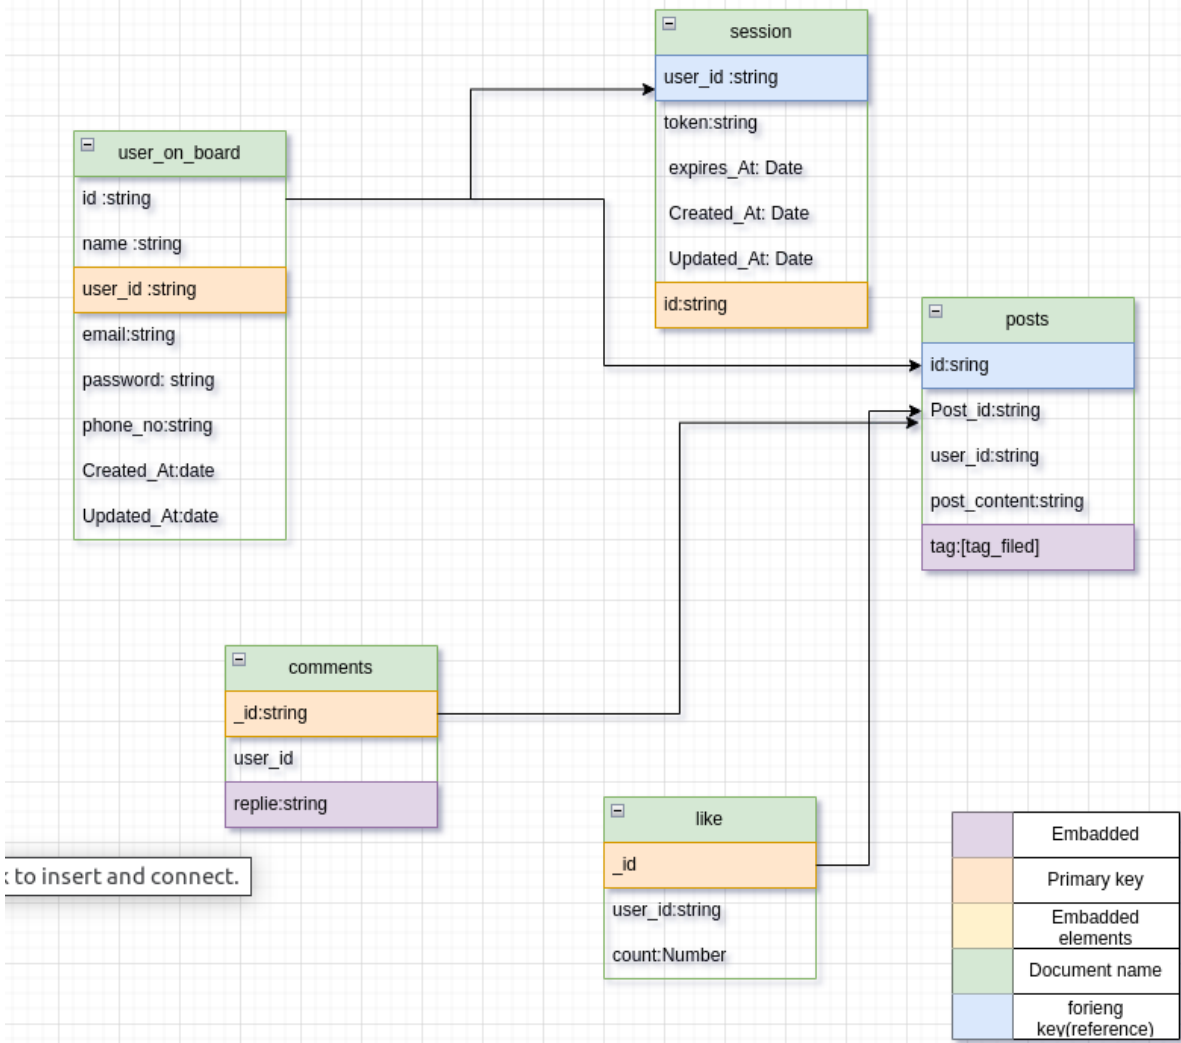 session
user_id :string
token:string
expires_At: Date
Created_At: Date
Updated_At: Date
id:string
user_on_board
id :string
name :string
user_id :string
email:string
password: string
phone_no:string
Created_At:date
Updated_At:date
posts
id:sring
Post_id:string
user_id:string
post_content:string
tag:[tag_filed]
comments
_id:string
user_id
replie:string
to insert and connect.
like
_id
user_id:string
count:Number
Embadded
Primary key
Embadded
elements
Document name
forieng
key(reference)